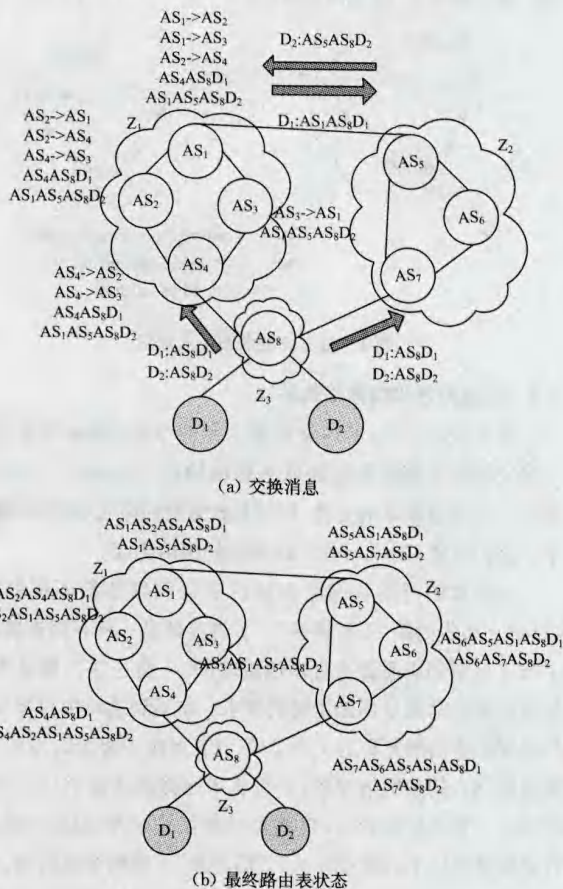 AS₁->AS₂
AS₁->AS₃
AS₂->AS₄
AS₄AS₈D₁
AS₁AS₅AS₈D₂
D₂:AS₅AS₈D₂
D₁:AS₁AS₈D₁
Z₁
Z₂
AS₂->AS₁
AS₂->AS₄
AS₄->AS₃
AS₄AS₈D₁
AS₁AS₅AS₈D₂
AS₁
AS₂
AS₃
AS₄
AS₅
AS₆
AS₇
AS₃->AS₁
AS₁AS₅AS₈D₂
AS₄->AS₂
AS₄->AS₃
AS₄AS₈D₁
AS₁AS₅AS₈D₂
AS₈
D₁:AS₈D₁
D₂:AS₈D₂
D₁:AS₈D₁
D₂:AS₈D₂
Z₃
D₁
D₂
(a) 交换消息
AS₁AS₂AS₄AS₈D₁
AS₁AS₅AS₈D₂
AS₅AS₁AS₈D₁
AS₅AS₇AS₈D₂
Z₁
Z₂
AS₅AS₄AS₈D₁
S₂AS₁AS₅AS₈D₂
AS₁
AS₂
AS₃
AS₄
AS₃AS₁AS₅AS₈D₂
AS₅
AS₆
AS₇
AS₆AS₅AS₁AS₈D₁
AS₆AS₇AS₈D₂
AS₄AS₈D₁
S₄AS₂AS₁AS₅AS₈D₂
AS₈
AS₇AS₆AS₅AS₁AS₈D₁
AS₇AS₈D₂
Z₃
D₁
D₂
(b) 最终路由表状态